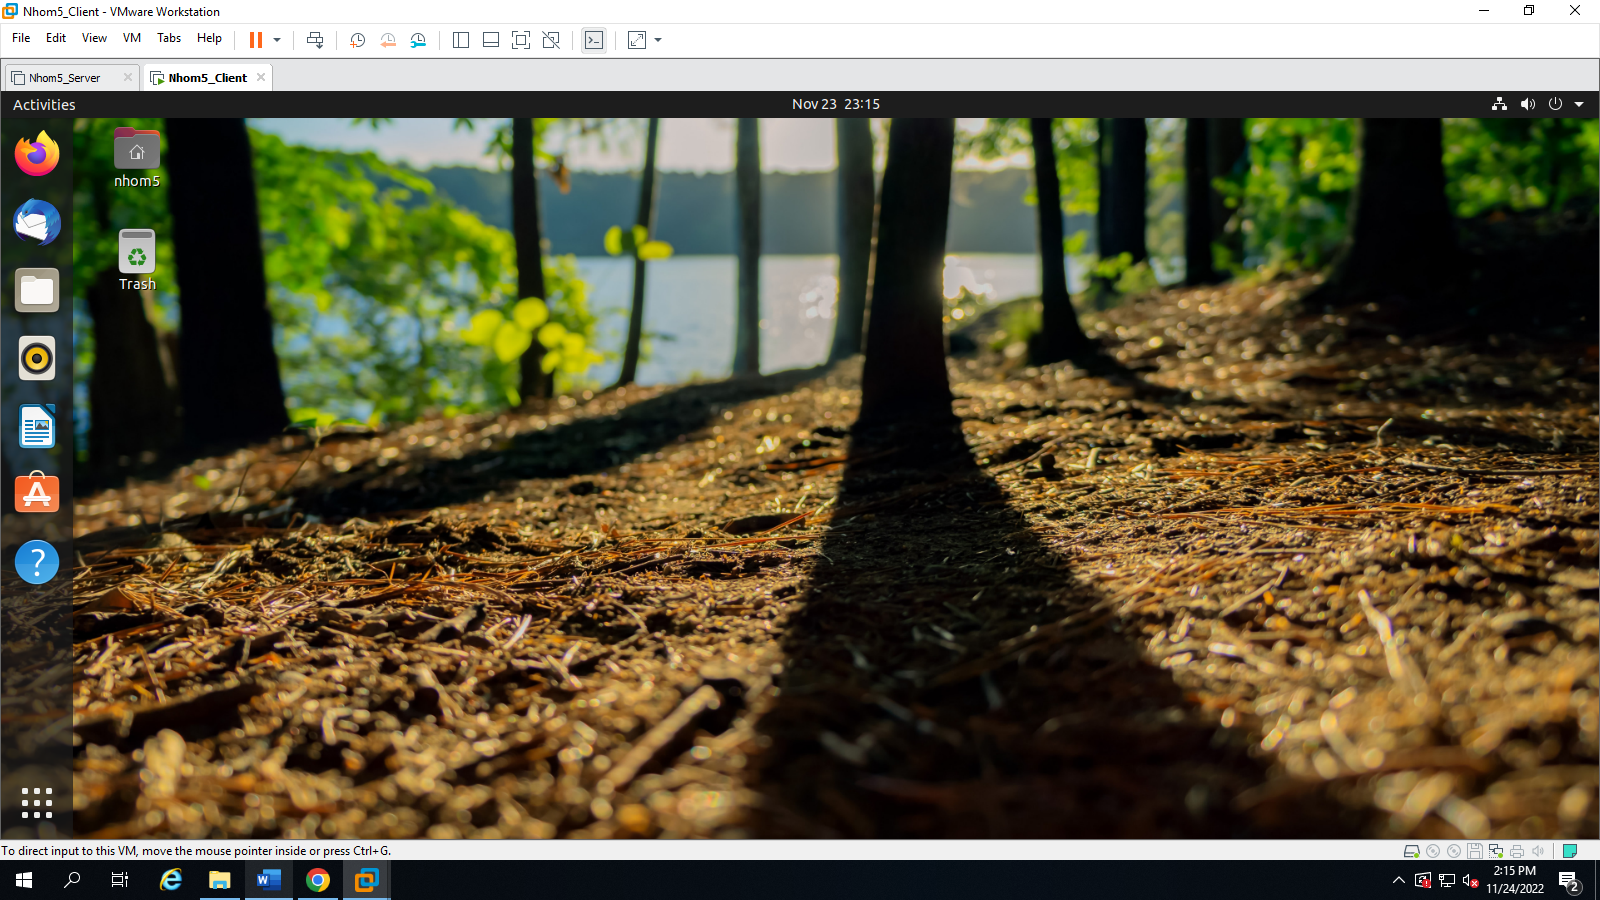 Nhom5_Client - VMware Workstation
File Edit View VM Tabs Help
Nhom5_Server Nhom5_Client
Activities Nov 23 23:15
nhom5
Trash
To direct input to this VM, move the mouse pointer inside or press Ctrl+G.
2:15 PM
11/24/2022
2